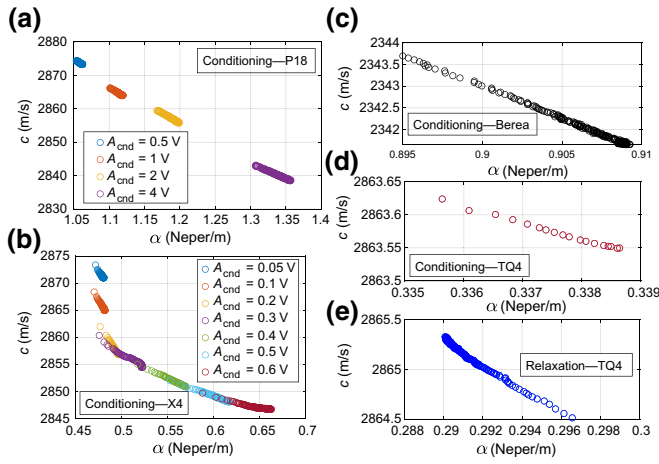 (a)
2880
2870
2860
2850
2840
2830
c (m/s)
Conditioning—P18
A_cnd = 0.5 V
A_cnd = 1 V
A_cnd = 2 V
A_cnd = 4 V
1.05 1.1 1.15 1.2 1.25 1.3 1.35 1.4
α (Neper/m)
(b)
2875
2870
2865
2860
2855
2850
2845
c (m/s)
A_cnd = 0.05 V
A_cnd = 0.1 V
A_cnd = 0.2 V
A_cnd = 0.3 V
A_cnd = 0.4 V
A_cnd = 0.5 V
A_cnd = 0.6 V
Conditioning—X4
0.45 0.5 0.55 0.6 0.65 0.7
α (Neper/m)
(c)
2344
2343.5
2343
2342.5
2342
c (m/s)
Conditioning—Berea
0.895 0.9 0.905 0.91
α (Neper/m)
(d)
2863.65
2863.6
2863.55
2863.5
c (m/s)
Conditioning—TQ4
0.335 0.336 0.337 0.338 0.339
α (Neper/m)
(e)
2865.5
2865
2864.5
c (m/s)
Relaxation—TQ4
0.288 0.29 0.292 0.294 0.296 0.298 0.3
α (Neper/m)